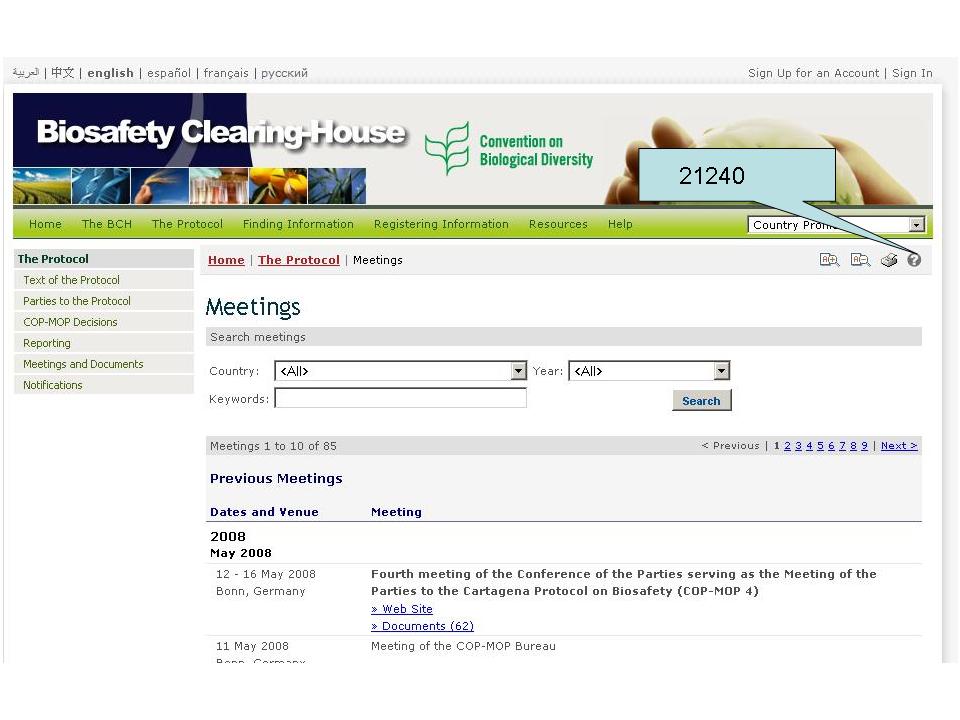 العربية | 中文 | english | español | français | русский
Sign Up for an Account | Sign In
Biosafety Clearing-House
Convention on
Biological Diversity
21240
Home The BCH The Protocol Finding Information Registering Information Resources Help
Country
The Protocol
Text of the Protocol
Parties to the Protocol
COP-MOP Decisions
Reporting
Meetings and Documents
Notifications
Home | The Protocol | Meetings
Meetings
Search meetings
Country: <All> Year: <All>
Keywords: Search
Meetings 1 to 10 of 85 < Previous | 1 2 3 4 5 6 7 8 9 | Next >
Previous Meetings
Dates and Venue Meeting
2008
May 2008
12 - 16 May 2008 Fourth meeting of the Conference of the Parties serving as the Meeting of the
Bonn, Germany Parties to the Cartagena Protocol on Biosafety (COP-MOP 4)
» Web Site
» Documents (62)
11 May 2008 Meeting of the COP-MOP Bureau
Bonn, Germany